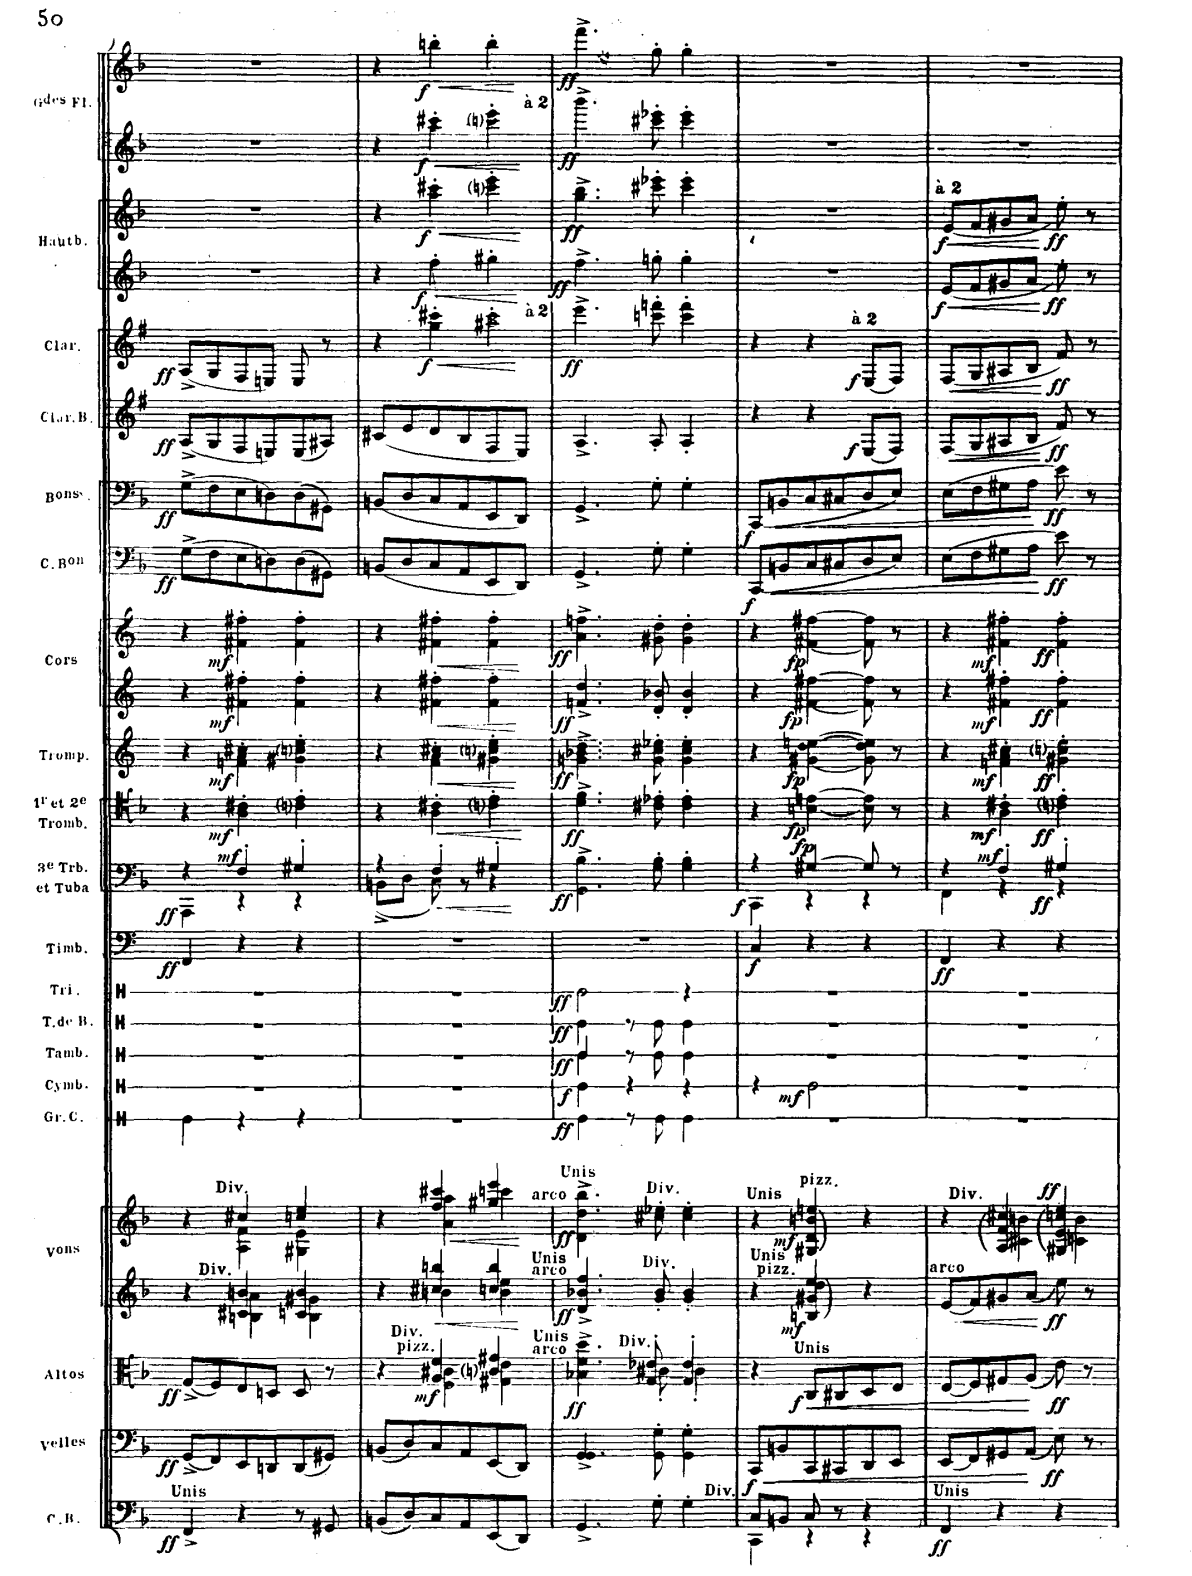 50
Gdes Fl.
f
à 2
ff
f
ff
à 2
Hautb.
f
ff
f
ff
f
ff
f
ff
à 2
à 2
Clar.
ff
f
ff
f
ff
Clar. B.
ff
f
ff
Bons.
ff
f
ff
C. Bon
ff
f
ff
Cors
mf
ff
fp
mf
ff
mf
ff
fp
mf
ff
Tromp.
mf
ff
fp
mf
ff
1r et 2e
Tromb.
mf
ff
fp
mf
ff
3e Trb.
et Tuba
mf
fp
mf
ff
ff
f
ff
Timb.
ff
f
ff
Tri.
ff
T. de B.
ff
Tamb.
ff
Cymb.
f
mf
Gr. C.
ff
Vons
Div.
arco
Unis
Div.
Unis
pizz.
Div.
ff
ff
mf
Div.
Unis
arco
Div.
Unis
pizz.
arco
ff
mf
ff
Altos
Div.
pizz.
Unis
arco
Div.
Unis
ff
mf
ff
f
ff
Velles
ff
f
ff
C. B.
Unis
Div.
Unis
ff
ff